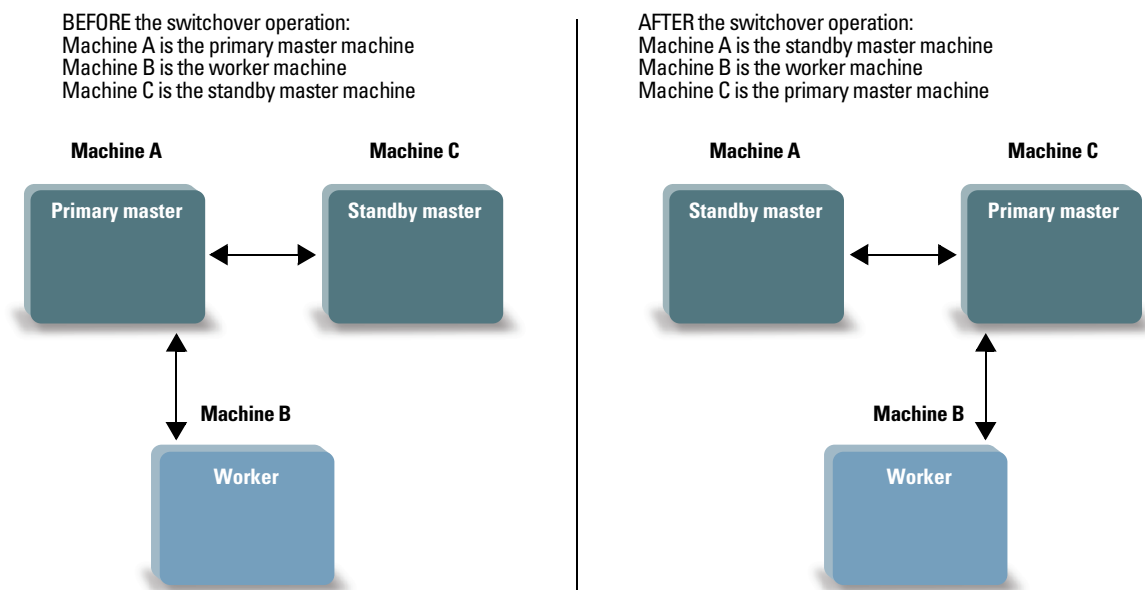 BEFORE the switchover operation:
Machine A is the primary master machine
Machine B is the worker machine
Machine C is the standby master machine
Machine A
Machine C
Primary master
Standby master
Machine B
Worker
AFTER the switchover operation:
Machine A is the standby master machine
Machine B is the worker machine
Machine C is the primary master machine
Machine A
Machine C
Standby master
Primary master
Machine B
Worker